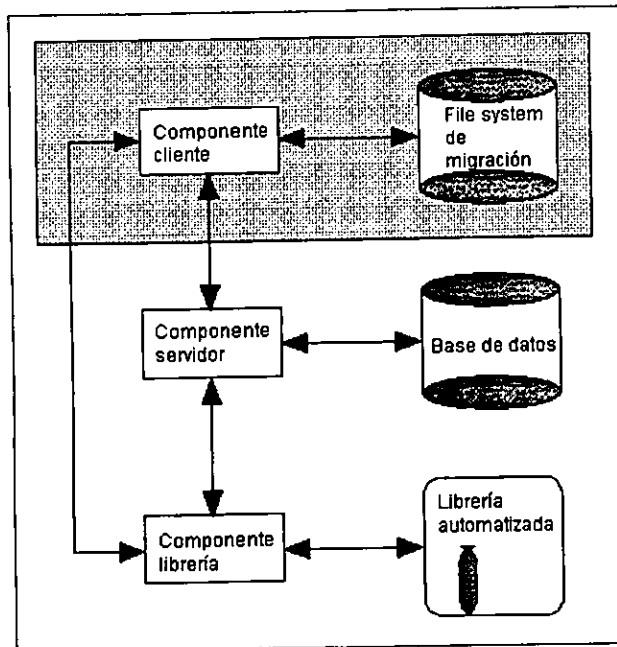 Componente
cliente
File system
de
migración
Componente
servidor
Base de datos
Componente
librería
Librería
automatizada